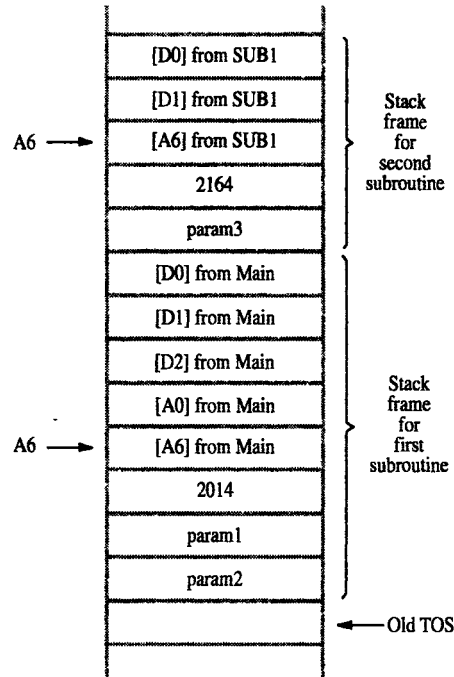 [D0] from SUB1
[D1] from SUB1
A6
[A6] from SUB1
2164
param3
Stack
frame
for
second
subroutine
[D0] from Main
[D1] from Main
[D2] from Main
[A0] from Main
A6
[A6] from Main
2014
param1
param2
Stack
frame
for
first
subroutine
Old TOS